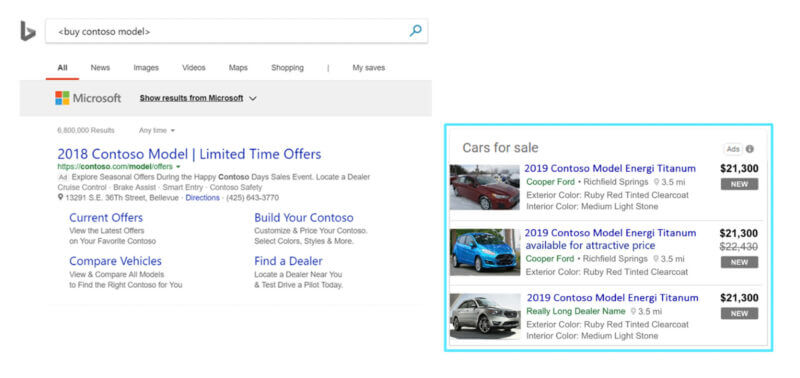 <buy contoso model>
All News Images Videos Maps Shopping | My saves
Microsoft Show results from Microsoft
6,800,000 Results Any time
2018 Contoso Model | Limited Time Offers
https://contoso.com/model/offers
Ad Explore Seasonal Offers During the Happy Contoso Days Sales Event. Locate a Dealer
Cruise Control · Brake Assist · Smart Entry · Contoso Safety
13291 S.E. 36Th Street, Bellevue · Directions · (425) 643-3770
Current Offers
View the Latest Offers
on Your Favorite Contoso
Build Your Contoso
Customize & Price Your Contoso.
Select Colors, Styles & More.
Compare Vehicles
View & Compare All Models
to Find the Right Contoso for You
Find a Dealer
Locate a Dealer Near You
& Test Drive a Pilot Today.
Cars for sale Ads
2019 Contoso Model Energi Titanum $21,300
Cooper Ford • Richfield Springs 3.5 mi NEW
Exterior Color: Ruby Red Tinted Clearcoat
Interior Color: Medium Light Stone
2019 Contoso Model Energi Titanum $21,300
available for attractive price $22,430
Cooper Ford • Richfield Springs 3.5 mi NEW
Exterior Color: Ruby Red Tinted Clearcoat
2019 Contoso Model Energi Titanum $21,300
Really Long Dealer Name 3.5 mi NEW
Exterior Color: Ruby Red Tinted Clearcoat
Interior Color: Medium Light Stone